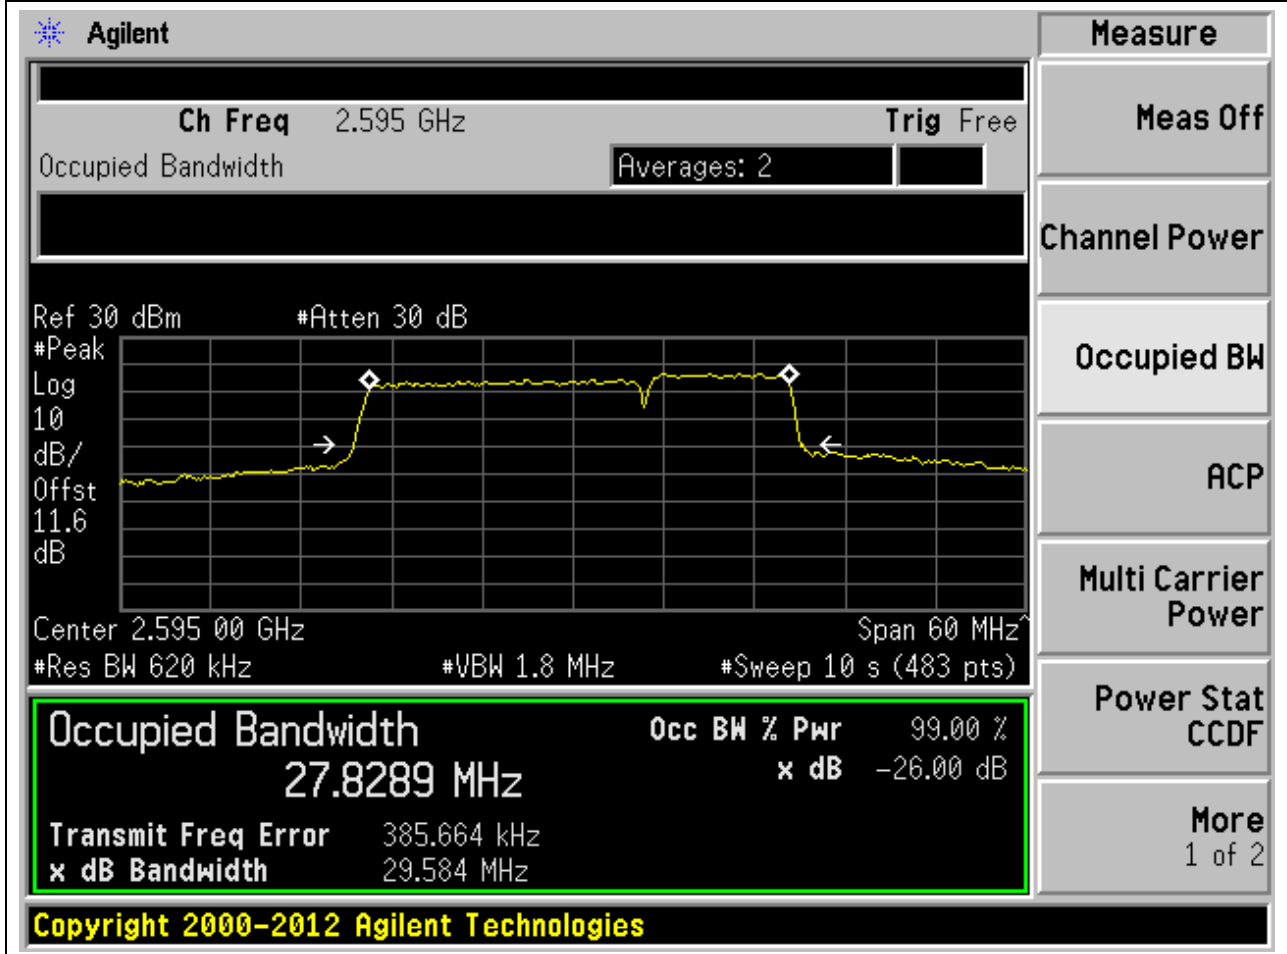 Agilent
Measure
Ch Freq 2.595 GHz Trig Free
Occupied Bandwidth Averages: 2
Meas Off
Channel Power
Occupied BW
ACP
Multi Carrier
Power
Power Stat
CCDF
More
1 of 2
Ref 30 dBm #Atten 30 dB
#Peak
Log
10
dB/
Offst
11.6
dB
Center 2.595 00 GHz Span 60 MHz^
#Res BW 620 kHz #VBW 1.8 MHz #Sweep 10 s (483 pts)
Occupied Bandwidth Occ BW % Pwr 99.00 %
27.8289 MHz x dB -26.00 dB
Transmit Freq Error 385.664 kHz
x dB Bandwidth 29.584 MHz
Copyright 2000-2012 Agilent Technologies